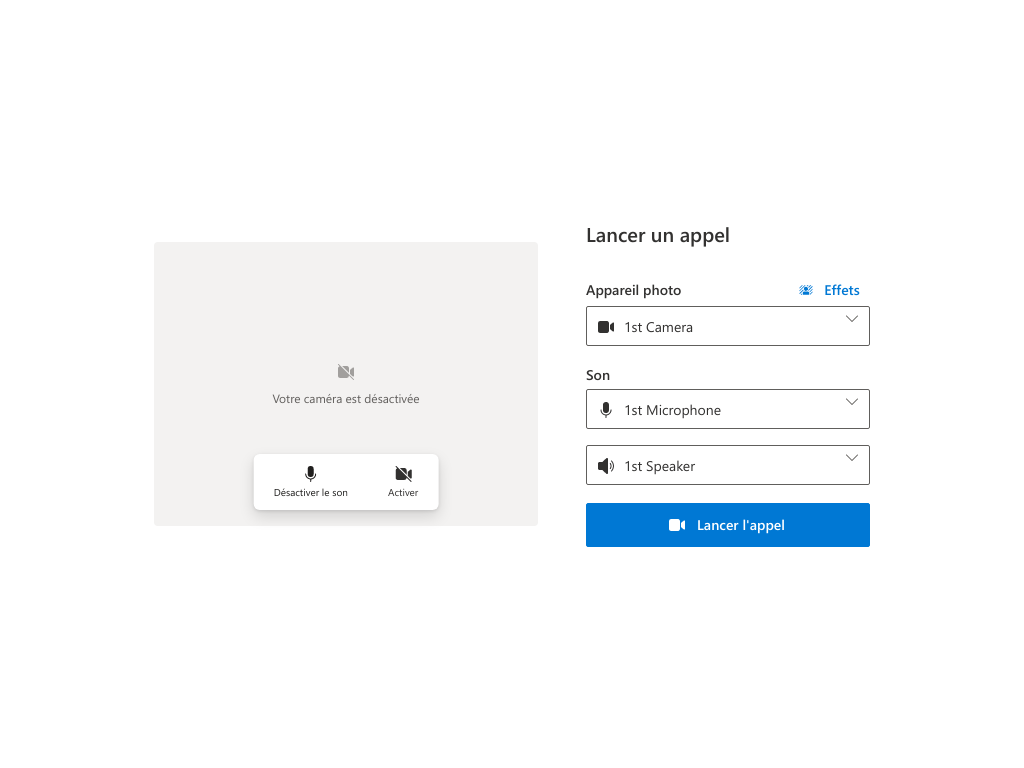 Lancer un appel
Appareil photo
Effets
1st Camera
Son
1st Microphone
1st Speaker
Lancer l'appel
Votre caméra est désactivée
Désactiver le son
Activer